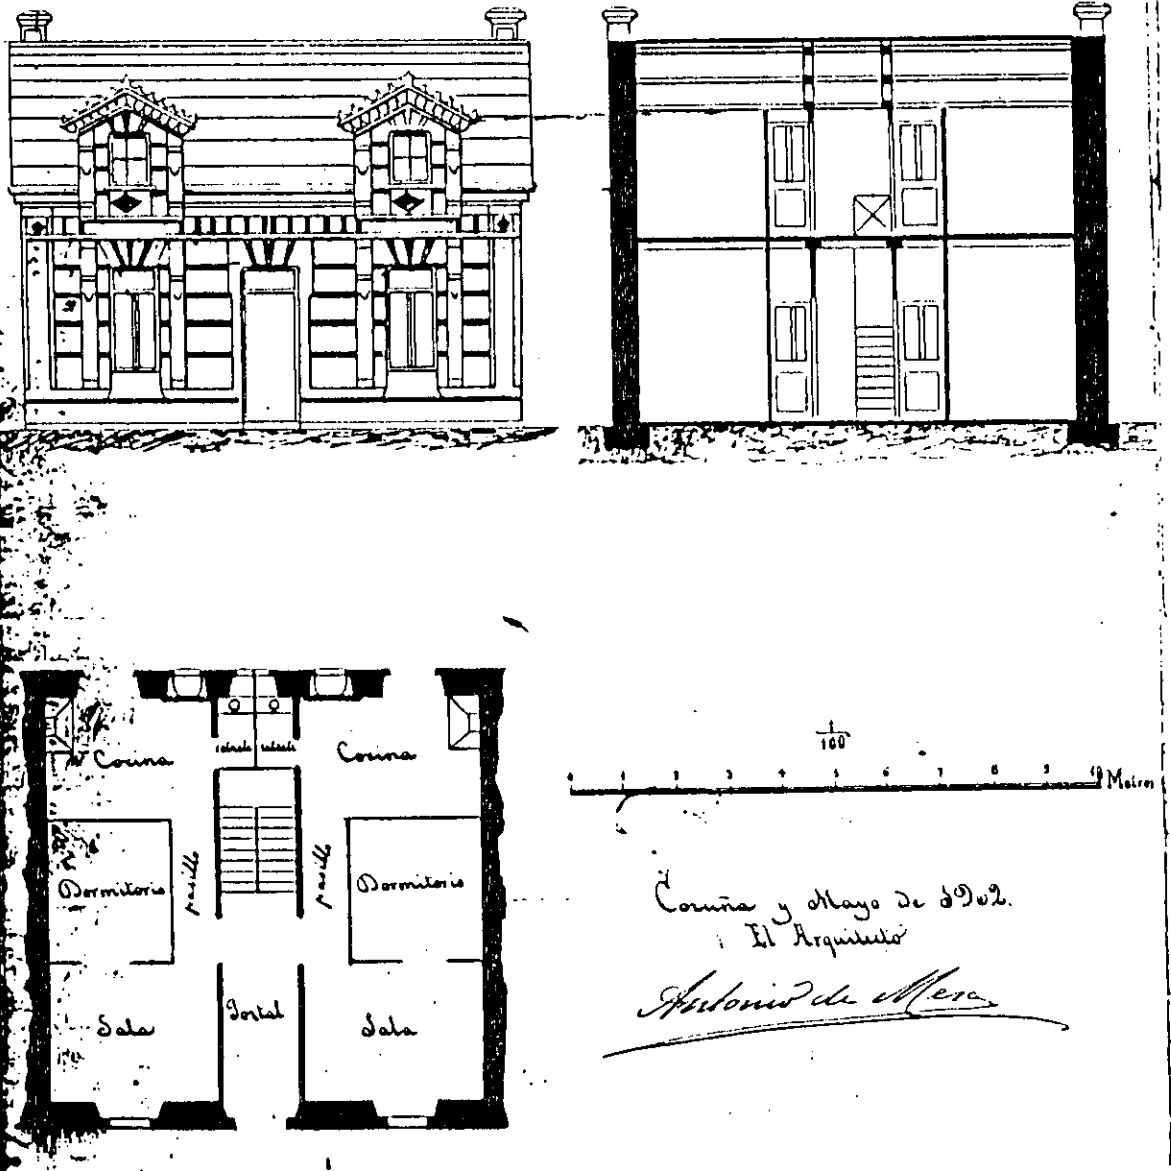 Cocina
retrete retrete
Cocina
Dormitorio
pasillo
pasillo
Dormitorio
Sala
Portal
Sala
1/100
0 1 2 3 4 5 6 7 8 9 10 Metros
Coruña y Mayo de 1902.
El Arquitecto
Antonio de Mesa